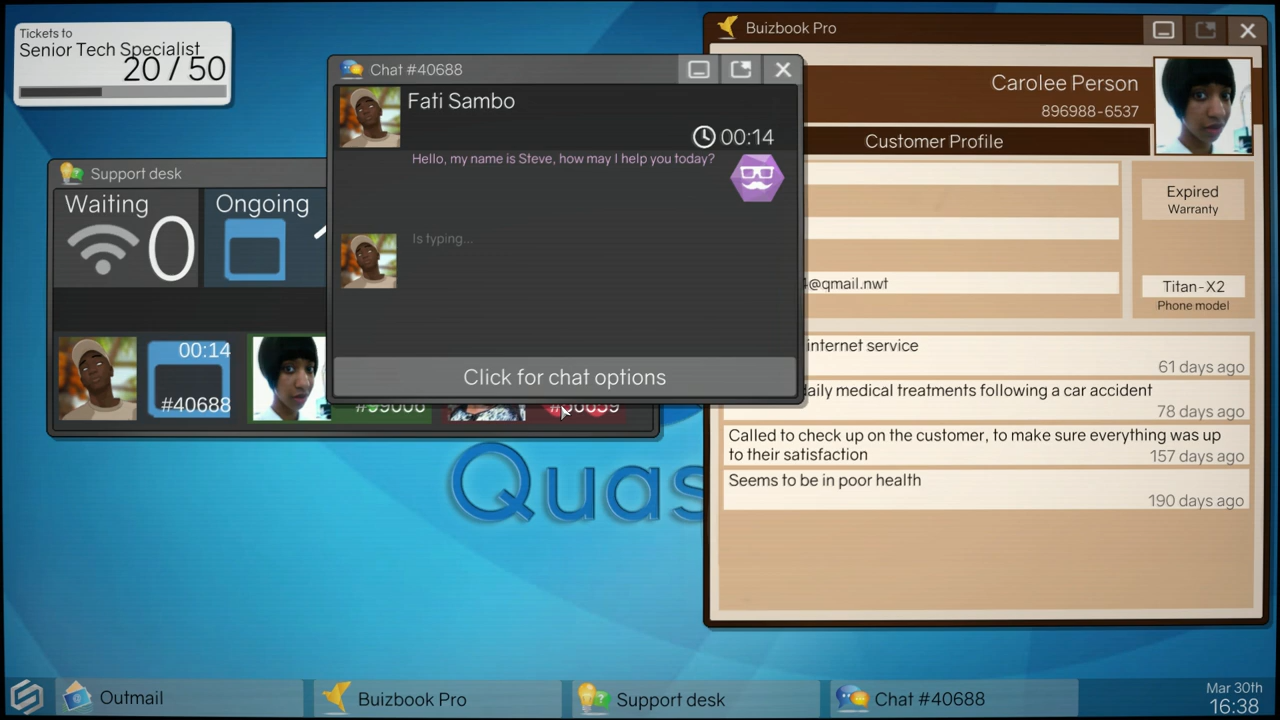 Tickets to
Senior Tech Specialist
20 / 50
Buizbook Pro
Chat #40688
Carolee Person
896988-6537
Fati Sambo
00:14
Customer Profile
Hello, my name is Steve, how may I help you today?
Support desk
Waiting
0
Ongoing
Expired
Warranty
Is typing...
@qmail.nwt
Titan-X2
Phone model
internet service
61 days ago
00:14
#40688
Click for chat options
daily medical treatments following a car accident
78 days ago
Called to check up on the customer, to make sure everything was up
to their satisfaction
157 days ago
Seems to be in poor health
190 days ago
Quas
Outmail
Buizbook Pro
Support desk
Chat #40688
Mar 30th
16:38